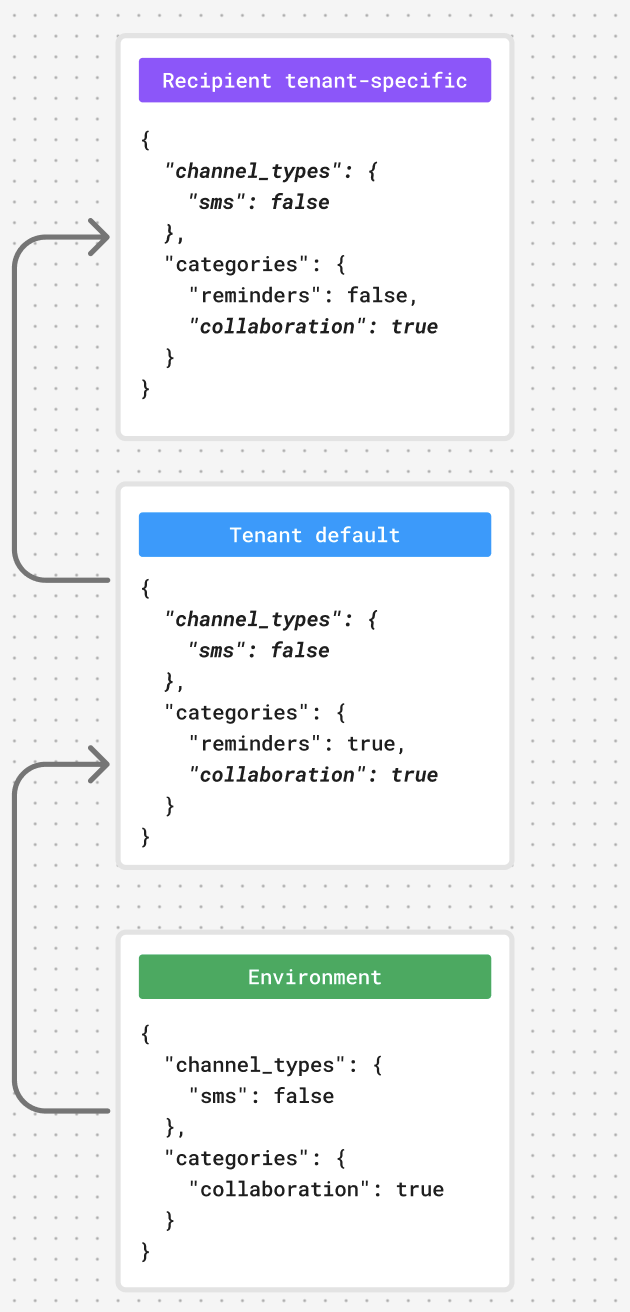 Recipient tenant-specific
{
  "channel_types": {
    "sms": false
  },
  "categories": {
    "reminders": false,
    "collaboration": true
  }
}
Tenant default
{
  "channel_types": {
    "sms": false
  },
  "categories": {
    "reminders": true,
    "collaboration": true
  }
}
Environment
{
  "channel_types": {
    "sms": false
  },
  "categories": {
    "collaboration": true
  }
}